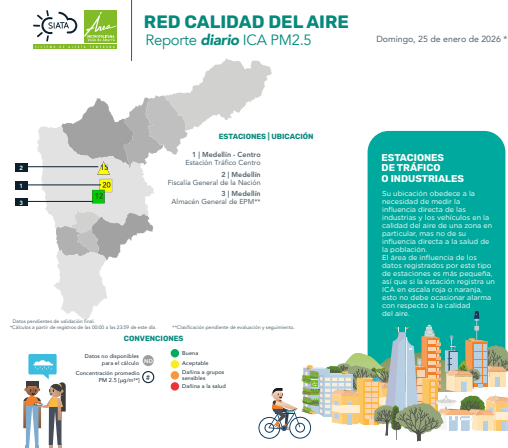 SIATA
Área
METROPOLITANA
SISTEMA DE ALERTA TEMPRANA
RED CALIDAD DEL AIRE
Reporte diario ICA PM2.5
Domingo, 25 de enero de 2026 *
ESTACIONES | UBICACIÓN
1 | Medellín - Centro
Estación Tráfico Centro
2 | Medellín
Fiscalía General de la Nación
3 | Medellín
Almacén General de EPM**
2
15
1
20
3
12
ESTACIONES
DE TRÁFICO
O INDUSTRIALES
Su ubicación obedece a la
necesidad de medir la
influencia directa de las
industrias y los vehículos en la
calidad del aire de una zona en
particular, mas no de su
influencia directa a la salud de
la población.
El área de influencia de los
datos registrados por este tipo
de estaciones es más pequeña,
así que si la estación registra un
ICA en escala roja o naranja,
esto no debe ocasionar alarma
con respecto a la calidad
del aire.
Datos pendientes de validación final.
*Cálculos a partir de registros de las 00:00 a las 23:59 de este día.
**Clasificación pendiente de evaluación y seguimiento.
CONVENCIONES
Datos no disponibles
para el cálculo
ND
Concentración promedio
PM 2.5 (µg/m³)
#
Buena
Aceptable
Dañina a grupos
sensibles
Dañina a la salud